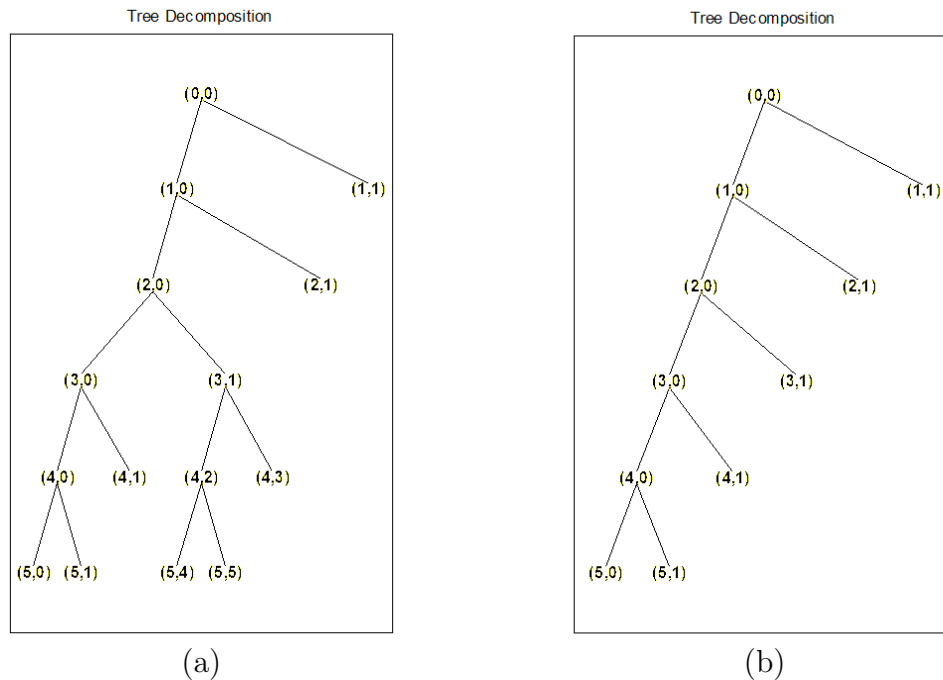 Tree Decomposition
(0,0)
(1,0) (1,1)
(2,0) (2,1)
(3,0) (3,1)
(4,0) (4,1) (4,2) (4,3)
(5,0) (5,1) (5,4) (5,5)
(a)
Tree Decomposition
(0,0)
(1,0) (1,1)
(2,0) (2,1)
(3,0) (3,1)
(4,0) (4,1)
(5,0) (5,1)
(b)